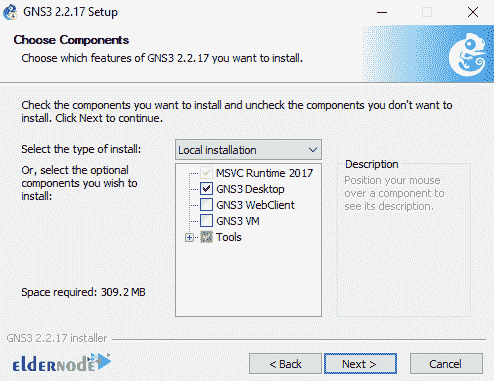 GNS3 2.2.17 Setup
Choose Components
Choose which features of GNS3 2.2.17 you want to install.
Check the components you want to install and uncheck the components you don't want to
install. Click Next to continue.
Select the type of install:
Local installation
Or, select the optional
components you wish to
install:
MSVC Runtime 2017
GNS3 Desktop
GNS3 WebClient
GNS3 VM
Tools
Description
Position your mouse
over a component to
see its description.
Space required: 309.2 MB
GNS3 2.2.17 installer
eldernode
< Back
Next >
Cancel